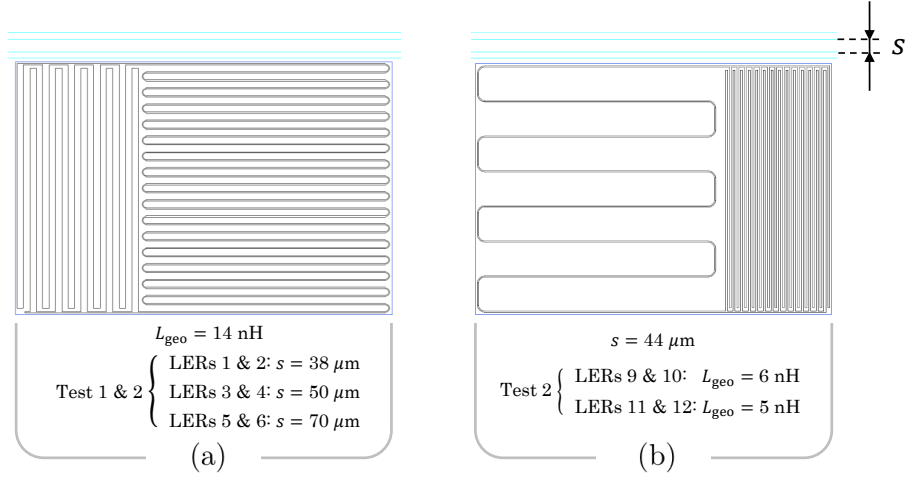 s
L_geo = 14 nH
Test 1 & 2 { LERs 1 & 2: s = 38 μm
LERs 3 & 4: s = 50 μm
LERs 5 & 6: s = 70 μm
(a)
s = 44 μm
Test 2 { LERs 9 & 10: L_geo = 6 nH
LERs 11 & 12: L_geo = 5 nH
(b)